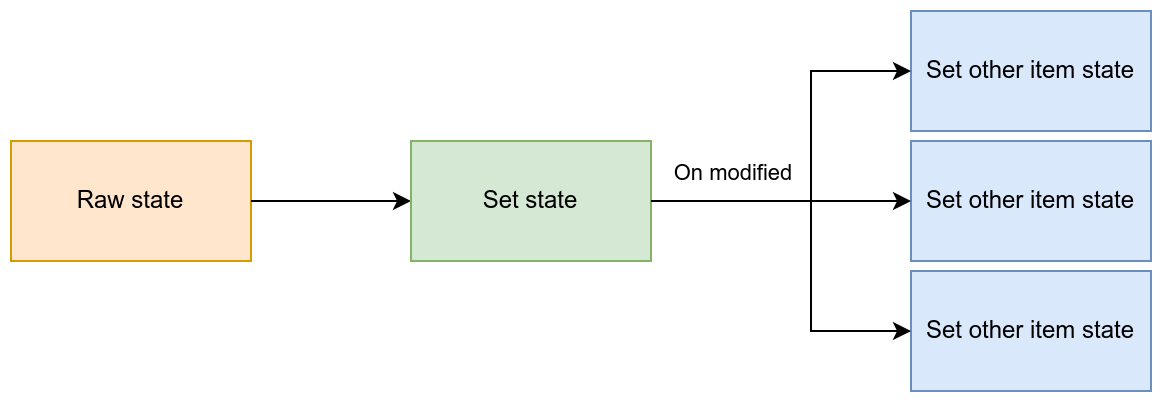 Raw state
Set state
On modified
Set other item state
Set other item state
Set other item state